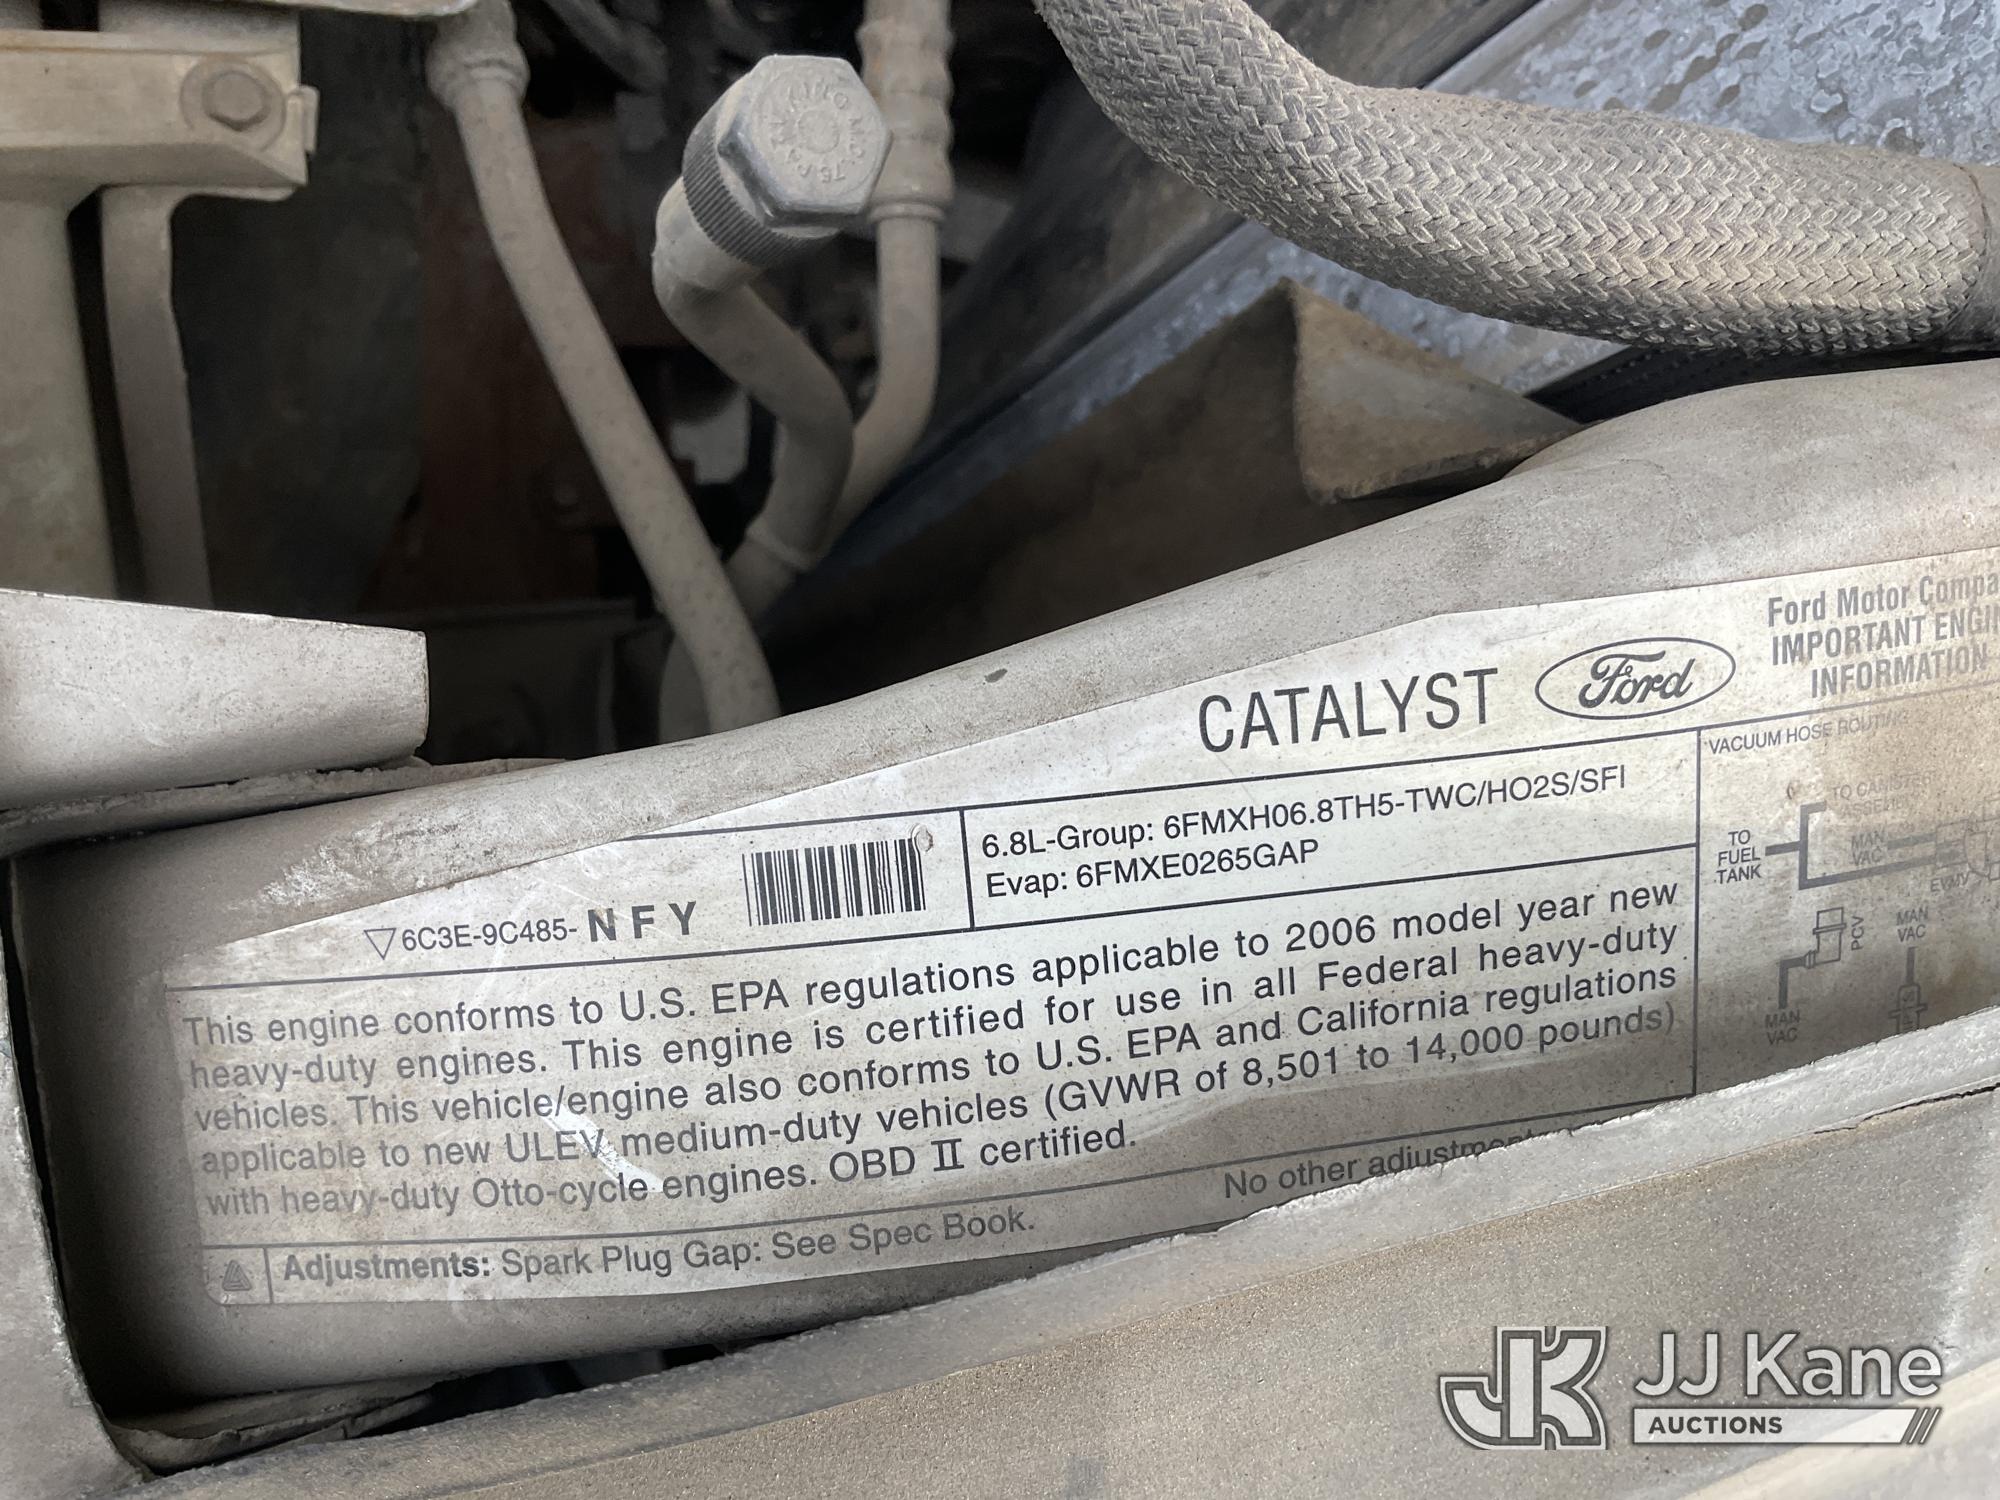 CATALYST
Ford
Ford Motor
IMPORTANT
INFORMATION
▽6C3E-9C485- NFY
6.8L-Group: 6FMXH06.8TH5-TWC/HO2S/SFI
Evap: 6FMXE0265GAP
VACUUM HOSE ROUTING
TO
FUEL
TANK
MAN
VAC
PCV
MAN
VAC
MAN
VAC
This engine conforms to U.S. EPA regulations applicable to 2006 model year new
heavy-duty engines. This engine is certified for use in all Federal heavy-duty
vehicles. This vehicle/engine also conforms to U.S. EPA and California regulations
applicable to new ULEV medium-duty vehicles (GVWR of 8,501 to 14,000 pounds)
with heavy-duty Otto-cycle engines. OBD II certified.
Adjustments: Spark Plug Gap: See Spec Book.
No other
JJ Kane
AUCTIONS